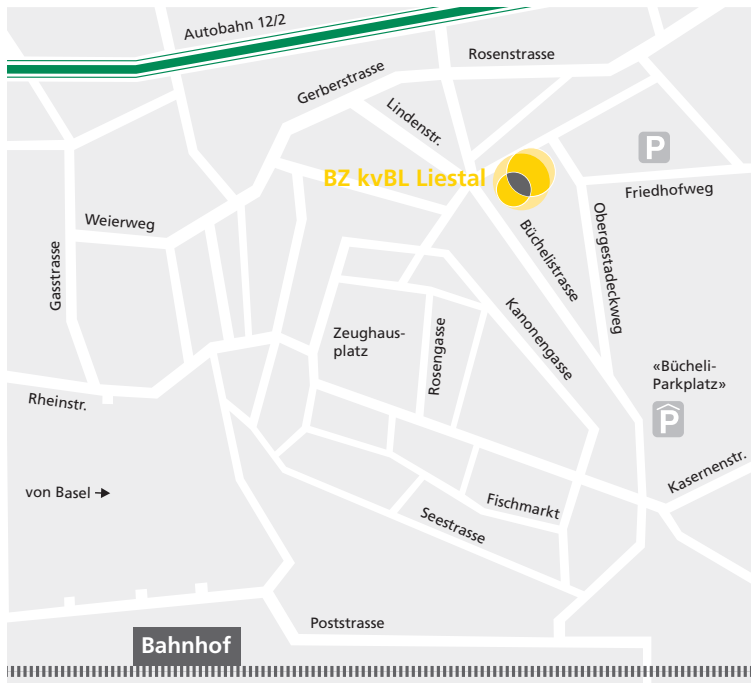 Autobahn 12/2
Rosenstrasse
Gerberstrasse
Lindenstr.
P
BZ kvBL Liestal
Friedhofweg
Weierweg
Gasstrasse
Büchelistrasse
Obergestadeckweg
Zeughaus-
platz
Rosengasse
Kanonengasse
«Bücheli-
Parkplatz»
P
Rheinstr.
Kasernenstr.
von Basel
Fischmarkt
Seestrasse
Poststrasse
Bahnhof